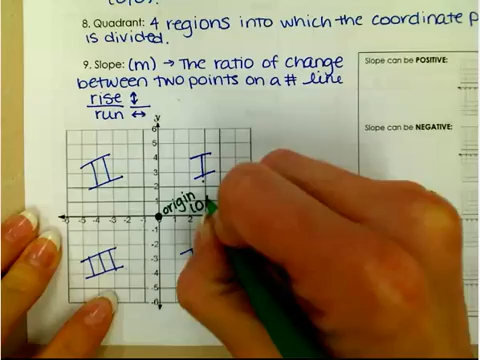 8. Quadrant: 4 regions into which the coordinate p
is divided.
9. Slope: (m) → The ratio of change
between two points on a # line
rise ↕
run ↔
Slope can be POSITIVE:
Slope can be NEGATIVE:
y
6
5
4
3
2
1
II
I
origin
(0
-5
-4
-3
-2
2
-1
-2
-3
-4
-5
-6
III